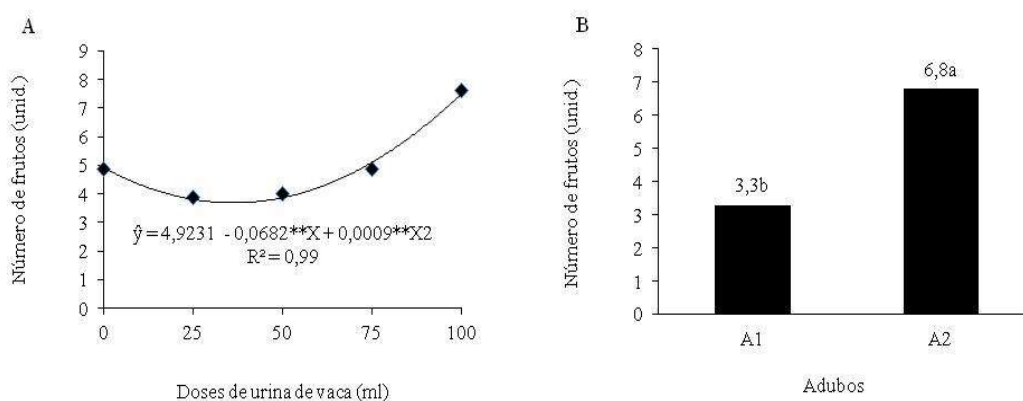 A
Número de frutos (unid.)
9
8
7
6
5
4
3
2
1
0
ŷ = 4,9231 - 0,0682**X + 0,0009**X2
R² = 0,99
0 25 50 75 100
Doses de urina de vaca (ml)
B
Número de frutos (unid.)
8
7
6
5
4
3
2
1
0
3,3b
6,8a
A1 A2
Adubos